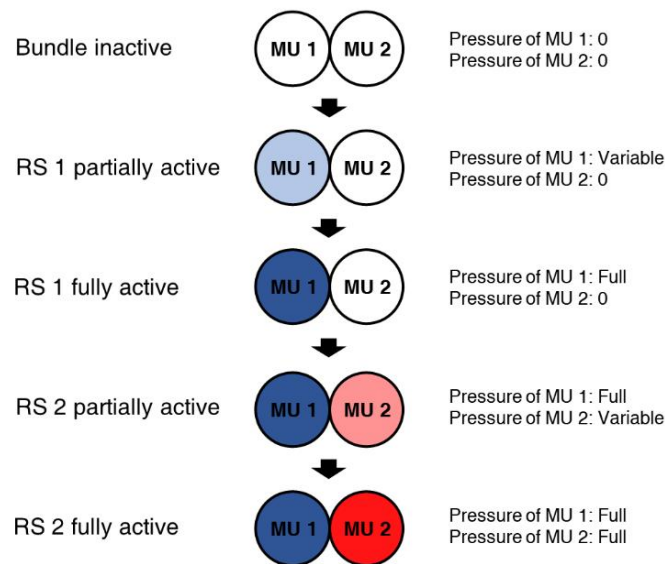 Bundle inactive
MU 1 MU 2
Pressure of MU 1: 0
Pressure of MU 2: 0
RS 1 partially active
MU 1 MU 2
Pressure of MU 1: Variable
Pressure of MU 2: 0
RS 1 fully active
MU 1 MU 2
Pressure of MU 1: Full
Pressure of MU 2: 0
RS 2 partially active
MU 1 MU 2
Pressure of MU 1: Full
Pressure of MU 2: Variable
RS 2 fully active
MU 1 MU 2
Pressure of MU 1: Full
Pressure of MU 2: Full